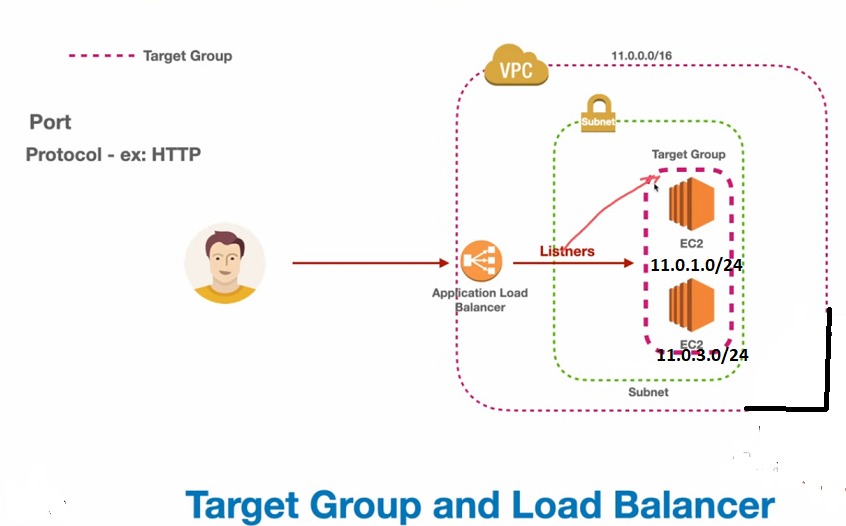 Target Group
11.0.0.0/16
VPC
Port
Protocol - ex: HTTP
Subnet
Target Group
EC2
Listners
11.0.1.0/24
Application Load
Balancer
EC2
11.0.3.0/24
Subnet
Target Group and Load Balancer